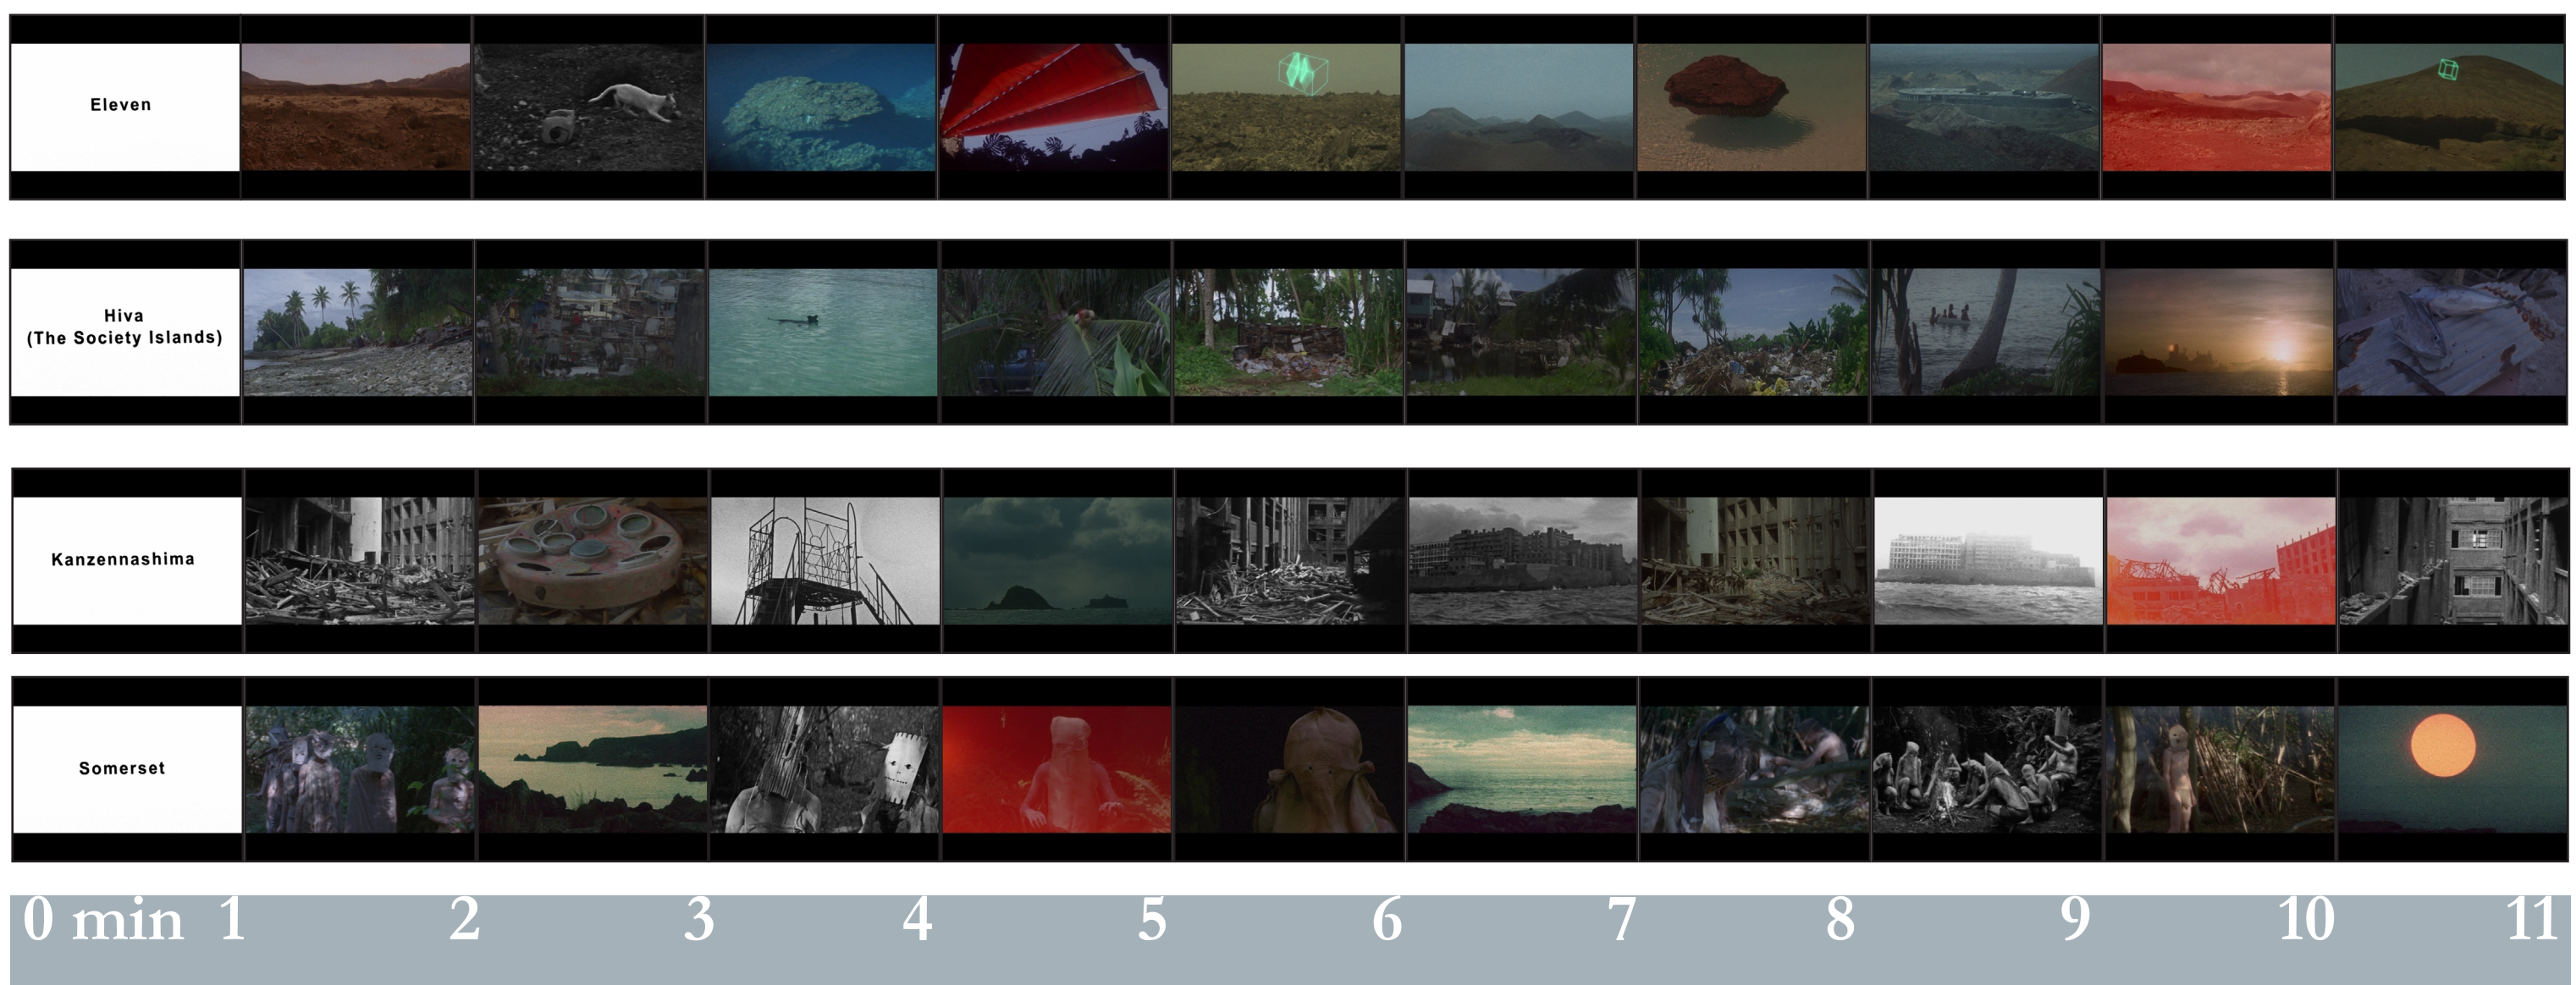 Eleven
Hiva
(The Society Islands)
Kanzennashima
Somerset
0 min 1 2 3 4 5 6 7 8 9 10 11